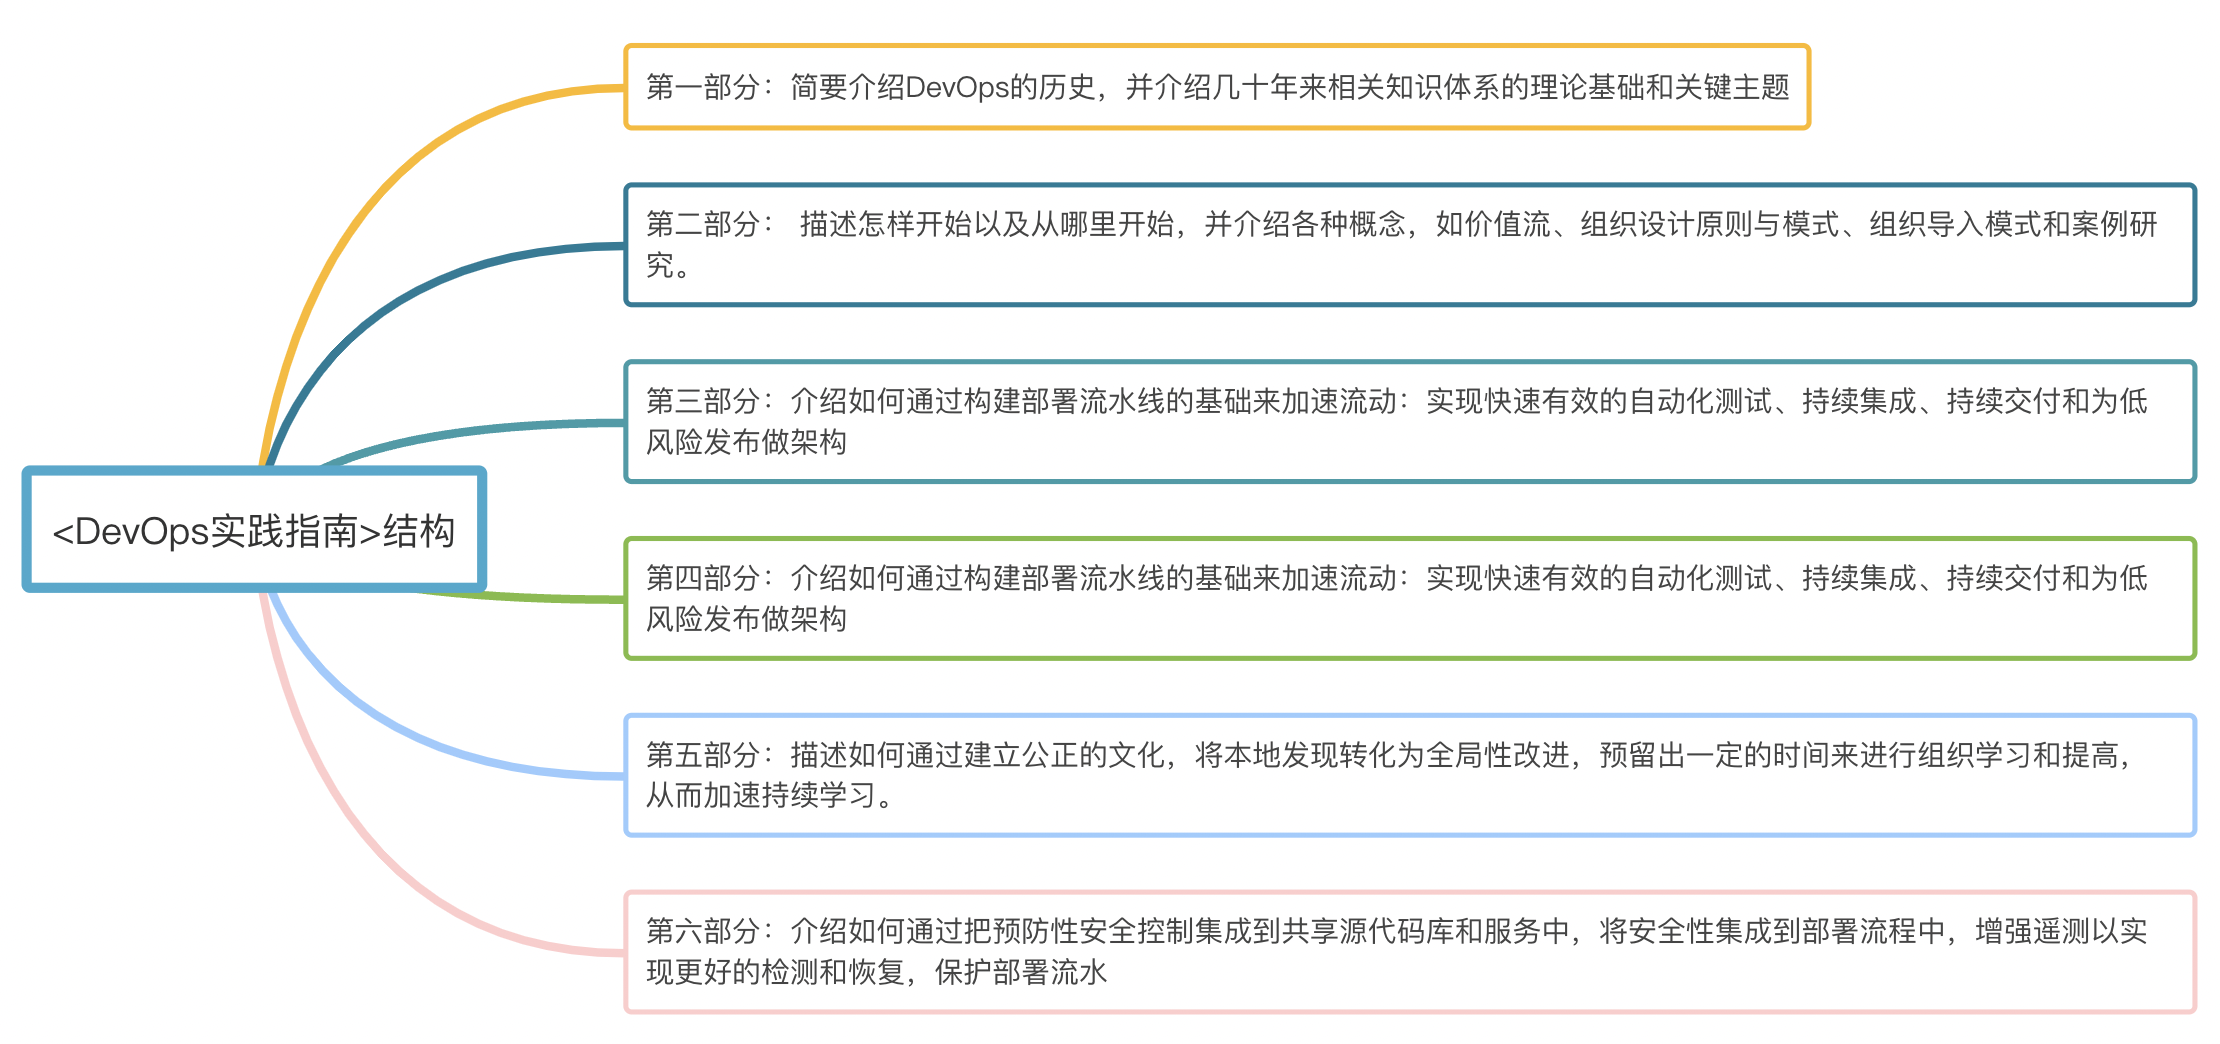 第一部分：简要介绍DevOps的历史，并介绍几十年来相关知识体系的理论基础和关键主题
第二部分： 描述怎样开始以及从哪里开始，并介绍各种概念，如价值流、组织设计原则与模式、组织导入模式和案例研
究。
第三部分：介绍如何通过构建部署流水线的基础来加速流动：实现快速有效的自动化测试、持续集成、持续交付和为低
风险发布做架构
<DevOps实践指南>结构
第四部分：介绍如何通过构建部署流水线的基础来加速流动：实现快速有效的自动化测试、持续集成、持续交付和为低
风险发布做架构
第五部分：描述如何通过建立公正的文化，将本地发现转化为全局性改进，预留出一定的时间来进行组织学习和提高，
从而加速持续学习。
第六部分：介绍如何通过把预防性安全控制集成到共享源代码库和服务中，将安全性集成到部署流程中，增强遥测以实
现更好的检测和恢复，保护部署流水